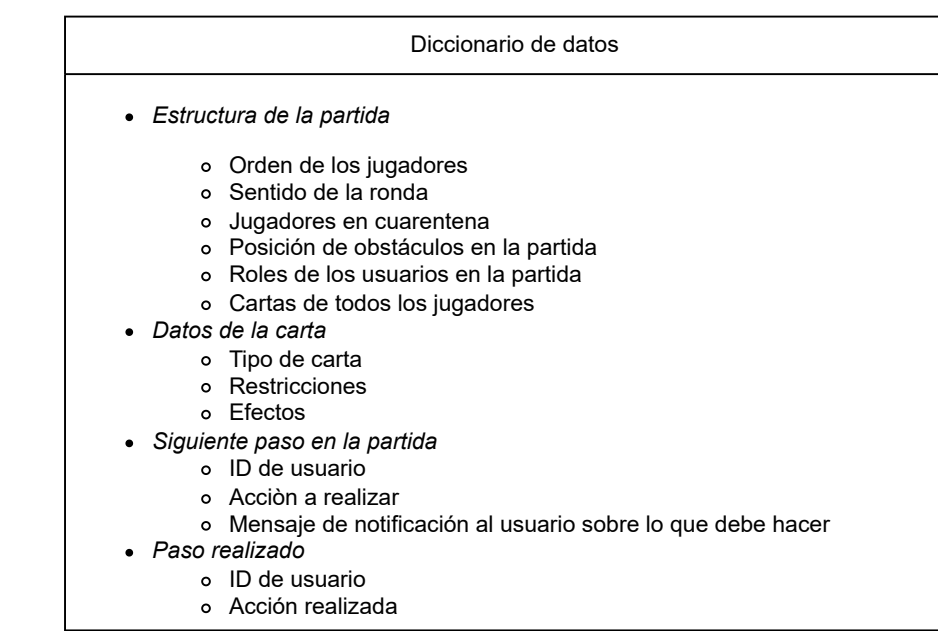 Diccionario de datos
• Estructura de la partida
o Orden de los jugadores
o Sentido de la ronda
o Jugadores en cuarentena
o Posición de obstáculos en la partida
o Roles de los usuarios en la partida
o Cartas de todos los jugadores
• Datos de la carta
o Tipo de carta
o Restricciones
o Efectos
• Siguiente paso en la partida
o ID de usuario
o Acciòn a realizar
o Mensaje de notificación al usuario sobre lo que debe hacer
• Paso realizado
o ID de usuario
o Acción realizada